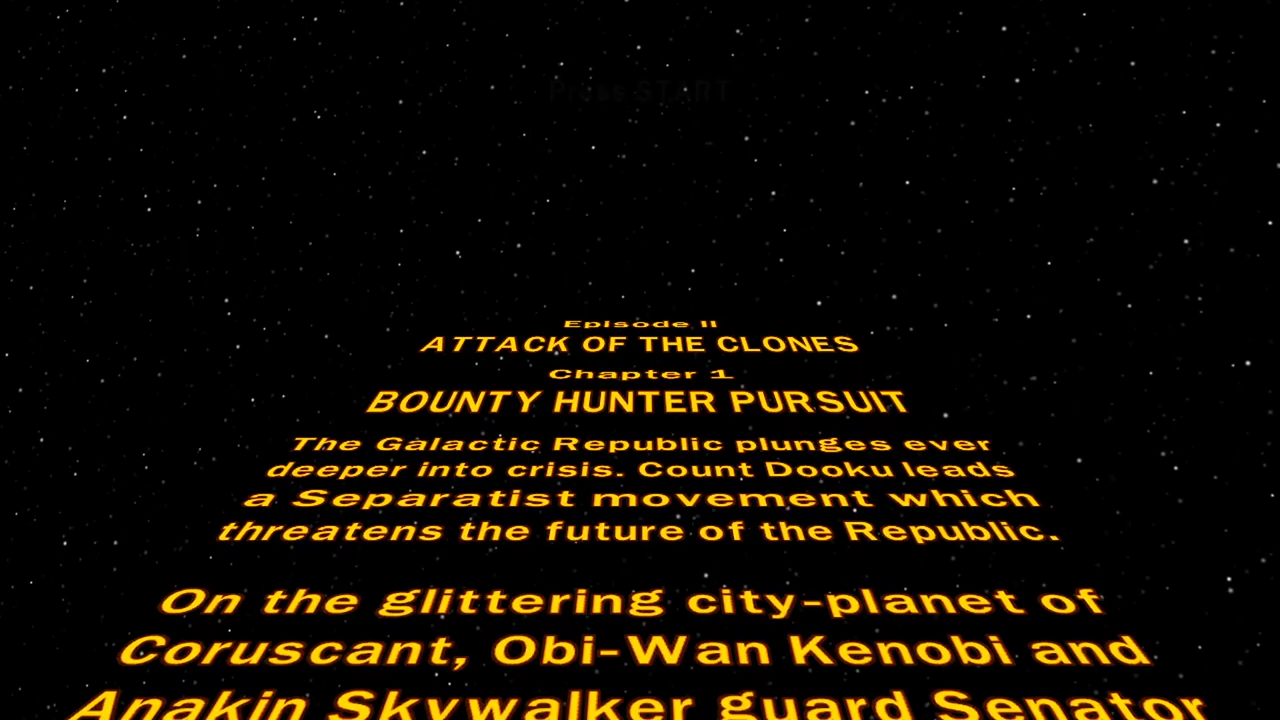 Press START
Episode II
ATTACK OF THE CLONES
Chapter 1
BOUNTY HUNTER PURSUIT
The Galactic Republic plunges ever
deeper into crisis. Count Dooku leads
a Separatist movement which
threatens the future of the Republic.
On the glittering city-planet of
Coruscant, Obi-Wan Kenobi and
Anakin Skywalker guard Senator